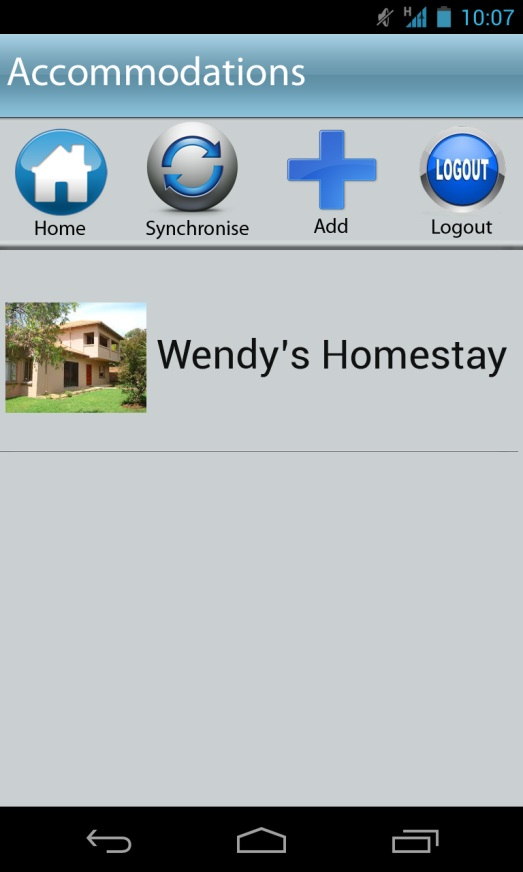 H 10:07
Accommodations
LOGOUT
Home Synchronise Add Logout
Wendy's Homestay